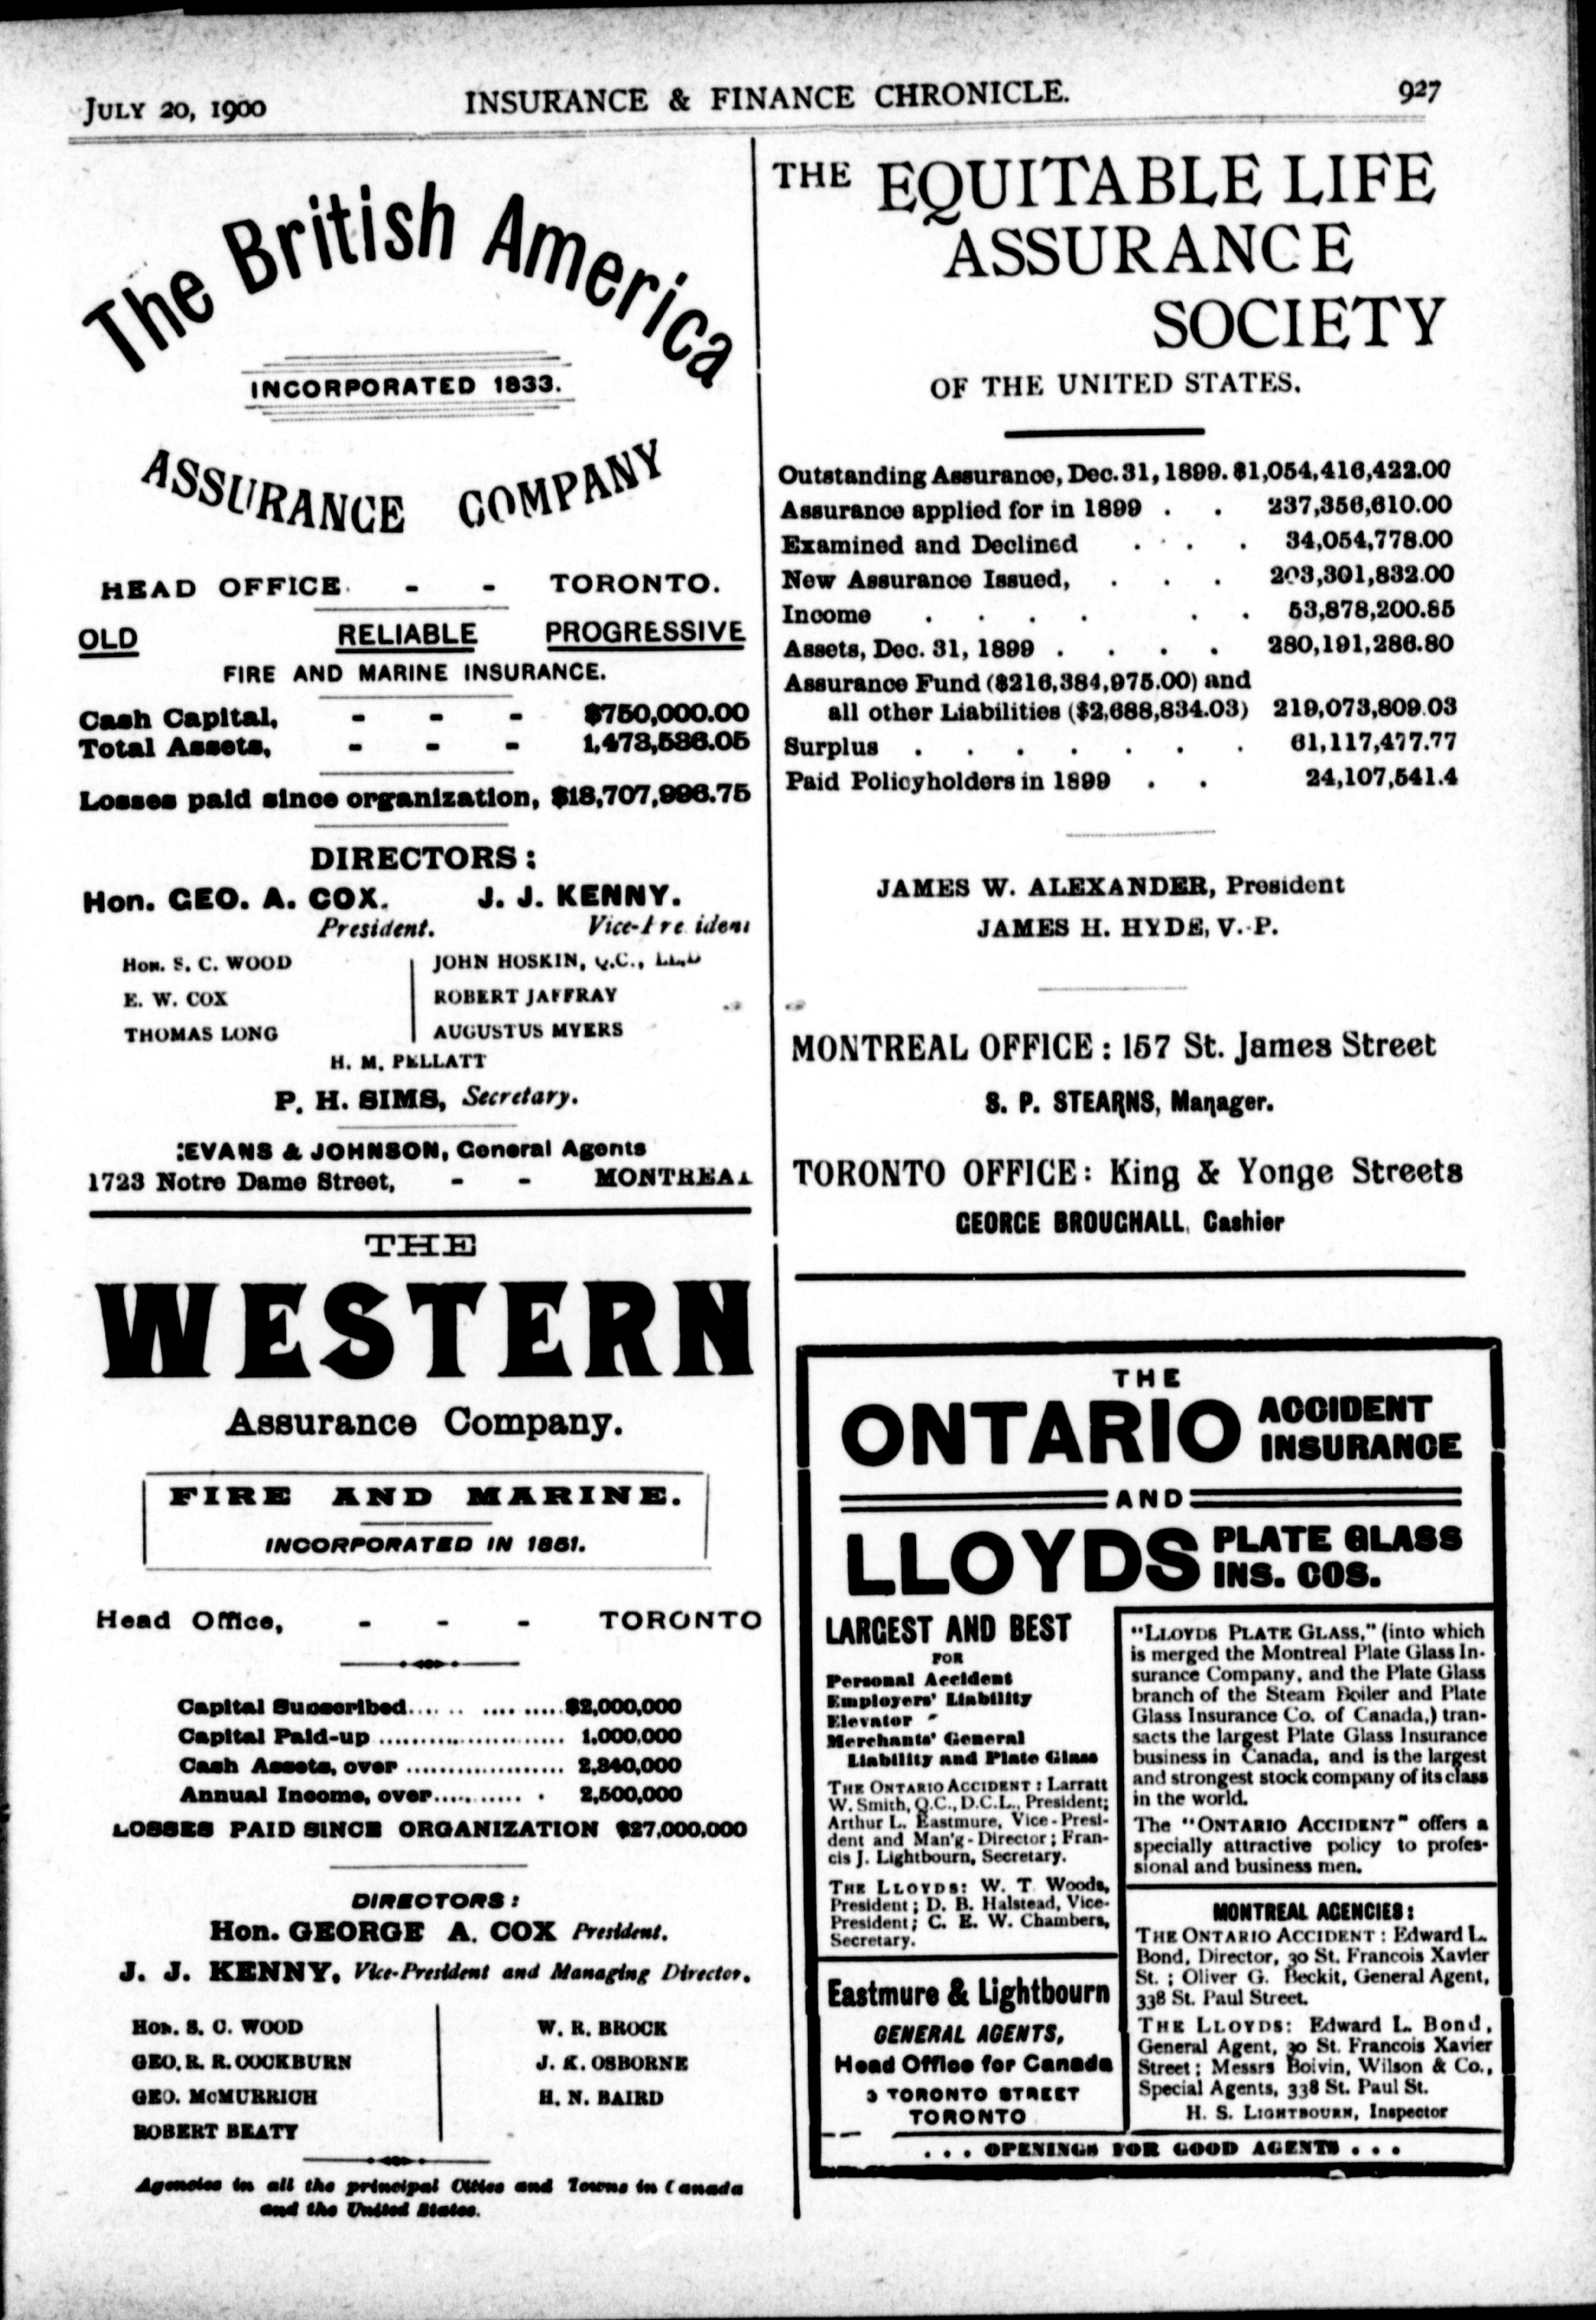 JULY 20, 1900 INSURANCE & FINANCE CHRONICLE. 927
The British America
INCORPORATED 1833.
ASSURANCE COMPANY
HEAD OFFICE - - TORONTO.
OLD RELIABLE PROGRESSIVE
FIRE AND MARINE INSURANCE.
Cash Capital, - - - $750,000.00
Total Assets, - - - 1,473,536.05
Losses paid since organization, $18,707,996.75
DIRECTORS:
Hon. GEO. A. COX. J. J. KENNY.
President. Vice-President
HON. S. C. WOOD JOHN HOSKIN, Q.C., LL.D
E. W. COX ROBERT JAFFRAY
THOMAS LONG AUGUSTUS MYERS
H. M. PELLATT
P. H. SIMS, Secretary.
EVANS & JOHNSON, General Agents
1723 Notre Dame Street, - - MONTREAL
THE
WESTERN
Assurance Company.
FIRE AND MARINE.
INCORPORATED IN 1851.
Head Office, - - - TORONTO
Capital Subscribed.... .. .... .....$2,000,000
Capital Paid-up ........................ 1,000,000
Cash Assets, over ................... 2,340,000
Annual Income, over........... . 2,500,000
LOSSES PAID SINCE ORGANIZATION $27,000,000
DIRECTORS:
Hon. GEORGE A. COX President.
J. J. KENNY, Vice-President and Managing Director.
HON. S. C. WOOD W. R. BROCK
GEO. R. R. COCKBURN J. K. OSBORNE
GEO. McMURRICH H. N. BAIRD
ROBERT BEATY
Agencies in all the principal Cities and Towns in Canada
and the United States.
THE EQUITABLE LIFE
ASSURANCE
SOCIETY
OF THE UNITED STATES.
Outstanding Assurance, Dec. 31, 1899. $1,054,416,422.00
Assurance applied for in 1899 . . 237,356,610.00
Examined and Declined . . . . 34,054,778.00
New Assurance Issued, . . . 203,301,832.00
Income . . . . . . 53,878,200.85
Assets, Dec. 31, 1899 . . . . 280,191,286.80
Assurance Fund ($216,384,975.00) and
all other Liabilities ($2,688,834.03) 219,073,809.03
Surplus . . . . . . . 61,117,477.77
Paid Policyholders in 1899 . . 24,107,541.4
JAMES W. ALEXANDER, President
JAMES H. HYDE, V.-P.
MONTREAL OFFICE: 157 St. James Street
S. P. STEARNS, Manager.
TORONTO OFFICE: King & Yonge Streets
GEORGE BROUGHALL, Cashier
THE
ONTARIO ACCIDENT INSURANCE
AND
LLOYDS PLATE GLASS INS. COS.
LARGEST AND BEST
FOR
Personal Accident
Employers' Liability
Elevator "
Merchants' General
Liability and Plate Glass
THE ONTARIO ACCIDENT: Larratt
W. Smith, Q.C., D.C.L., President;
Arthur L. Eastmure, Vice-Presi-
dent and Man'g-Director; Fran-
cis J. Lightbourn, Secretary.
THE LLOYDS: W. T. Woods,
President; D. B. Halstead, Vice-
President; C. E. W. Chambers,
Secretary.
Eastmure & Lightbourn
GENERAL AGENTS,
Head Office for Canada
3 TORONTO STREET
TORONTO
"LLOYDS PLATE GLASS," (into which
is merged the Montreal Plate Glass In-
surance Company, and the Plate Glass
branch of the Steam Boiler and Plate
Glass Insurance Co. of Canada,) tran-
sacts the largest Plate Glass Insurance
business in Canada, and is the largest
and strongest stock company of its class
in the world.
The "ONTARIO ACCIDENT" offers a
specially attractive policy to profes-
sional and business men.
MONTREAL AGENCIES:
THE ONTARIO ACCIDENT: Edward L.
Bond, Director, 30 St. Francois Xavier
St.; Oliver G. Beckit, General Agent,
338 St. Paul Street.
THE LLOYDS: Edward L. Bond,
General Agent, 30 St. Francois Xavier
Street; Messrs Boivin, Wilson & Co.,
Special Agents, 338 St. Paul St.
H. S. LIGHTBOURN, Inspector
. . . OPENINGS FOR GOOD AGENTS . . .